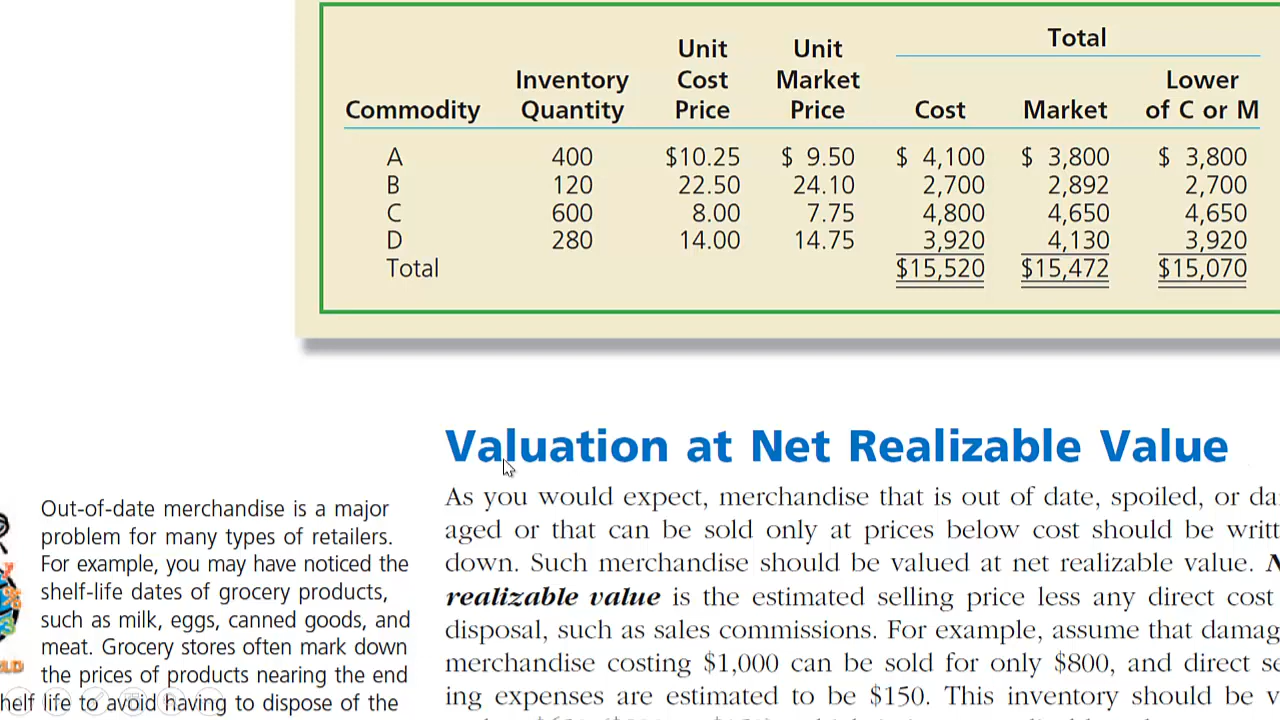 Total
Unit Unit
Inventory Cost Market Lower
Commodity Quantity Price Price Cost Market of C or M
A 400 $10.25 $ 9.50 $ 4,100 $ 3,800 $ 3,800
B 120 22.50 24.10 2,700 2,892 2,700
C 600 8.00 7.75 4,800 4,650 4,650
D 280 14.00 14.75 3,920 4,130 3,920
Total $15,520 $15,472 $15,070
Valuation at Net Realizable Value
As you would expect, merchandise that is out of date, spoiled, or
aged or that can be sold only at prices below cost should be
down. Such merchandise should be valued at net realizable value.
realizable value is the estimated selling price less any direct cost
disposal, such as sales commissions. For example, assume that
merchandise costing $1,000 can be sold for only $800, and direct
ing expenses are estimated to be $150. This inventory should be
Out-of-date merchandise is a major
problem for many types of retailers.
For example, you may have noticed the
shelf-life dates of grocery products,
such as milk, eggs, canned goods, and
meat. Grocery stores often mark down
the prices of products nearing the end
life to avoid having to dispose of the